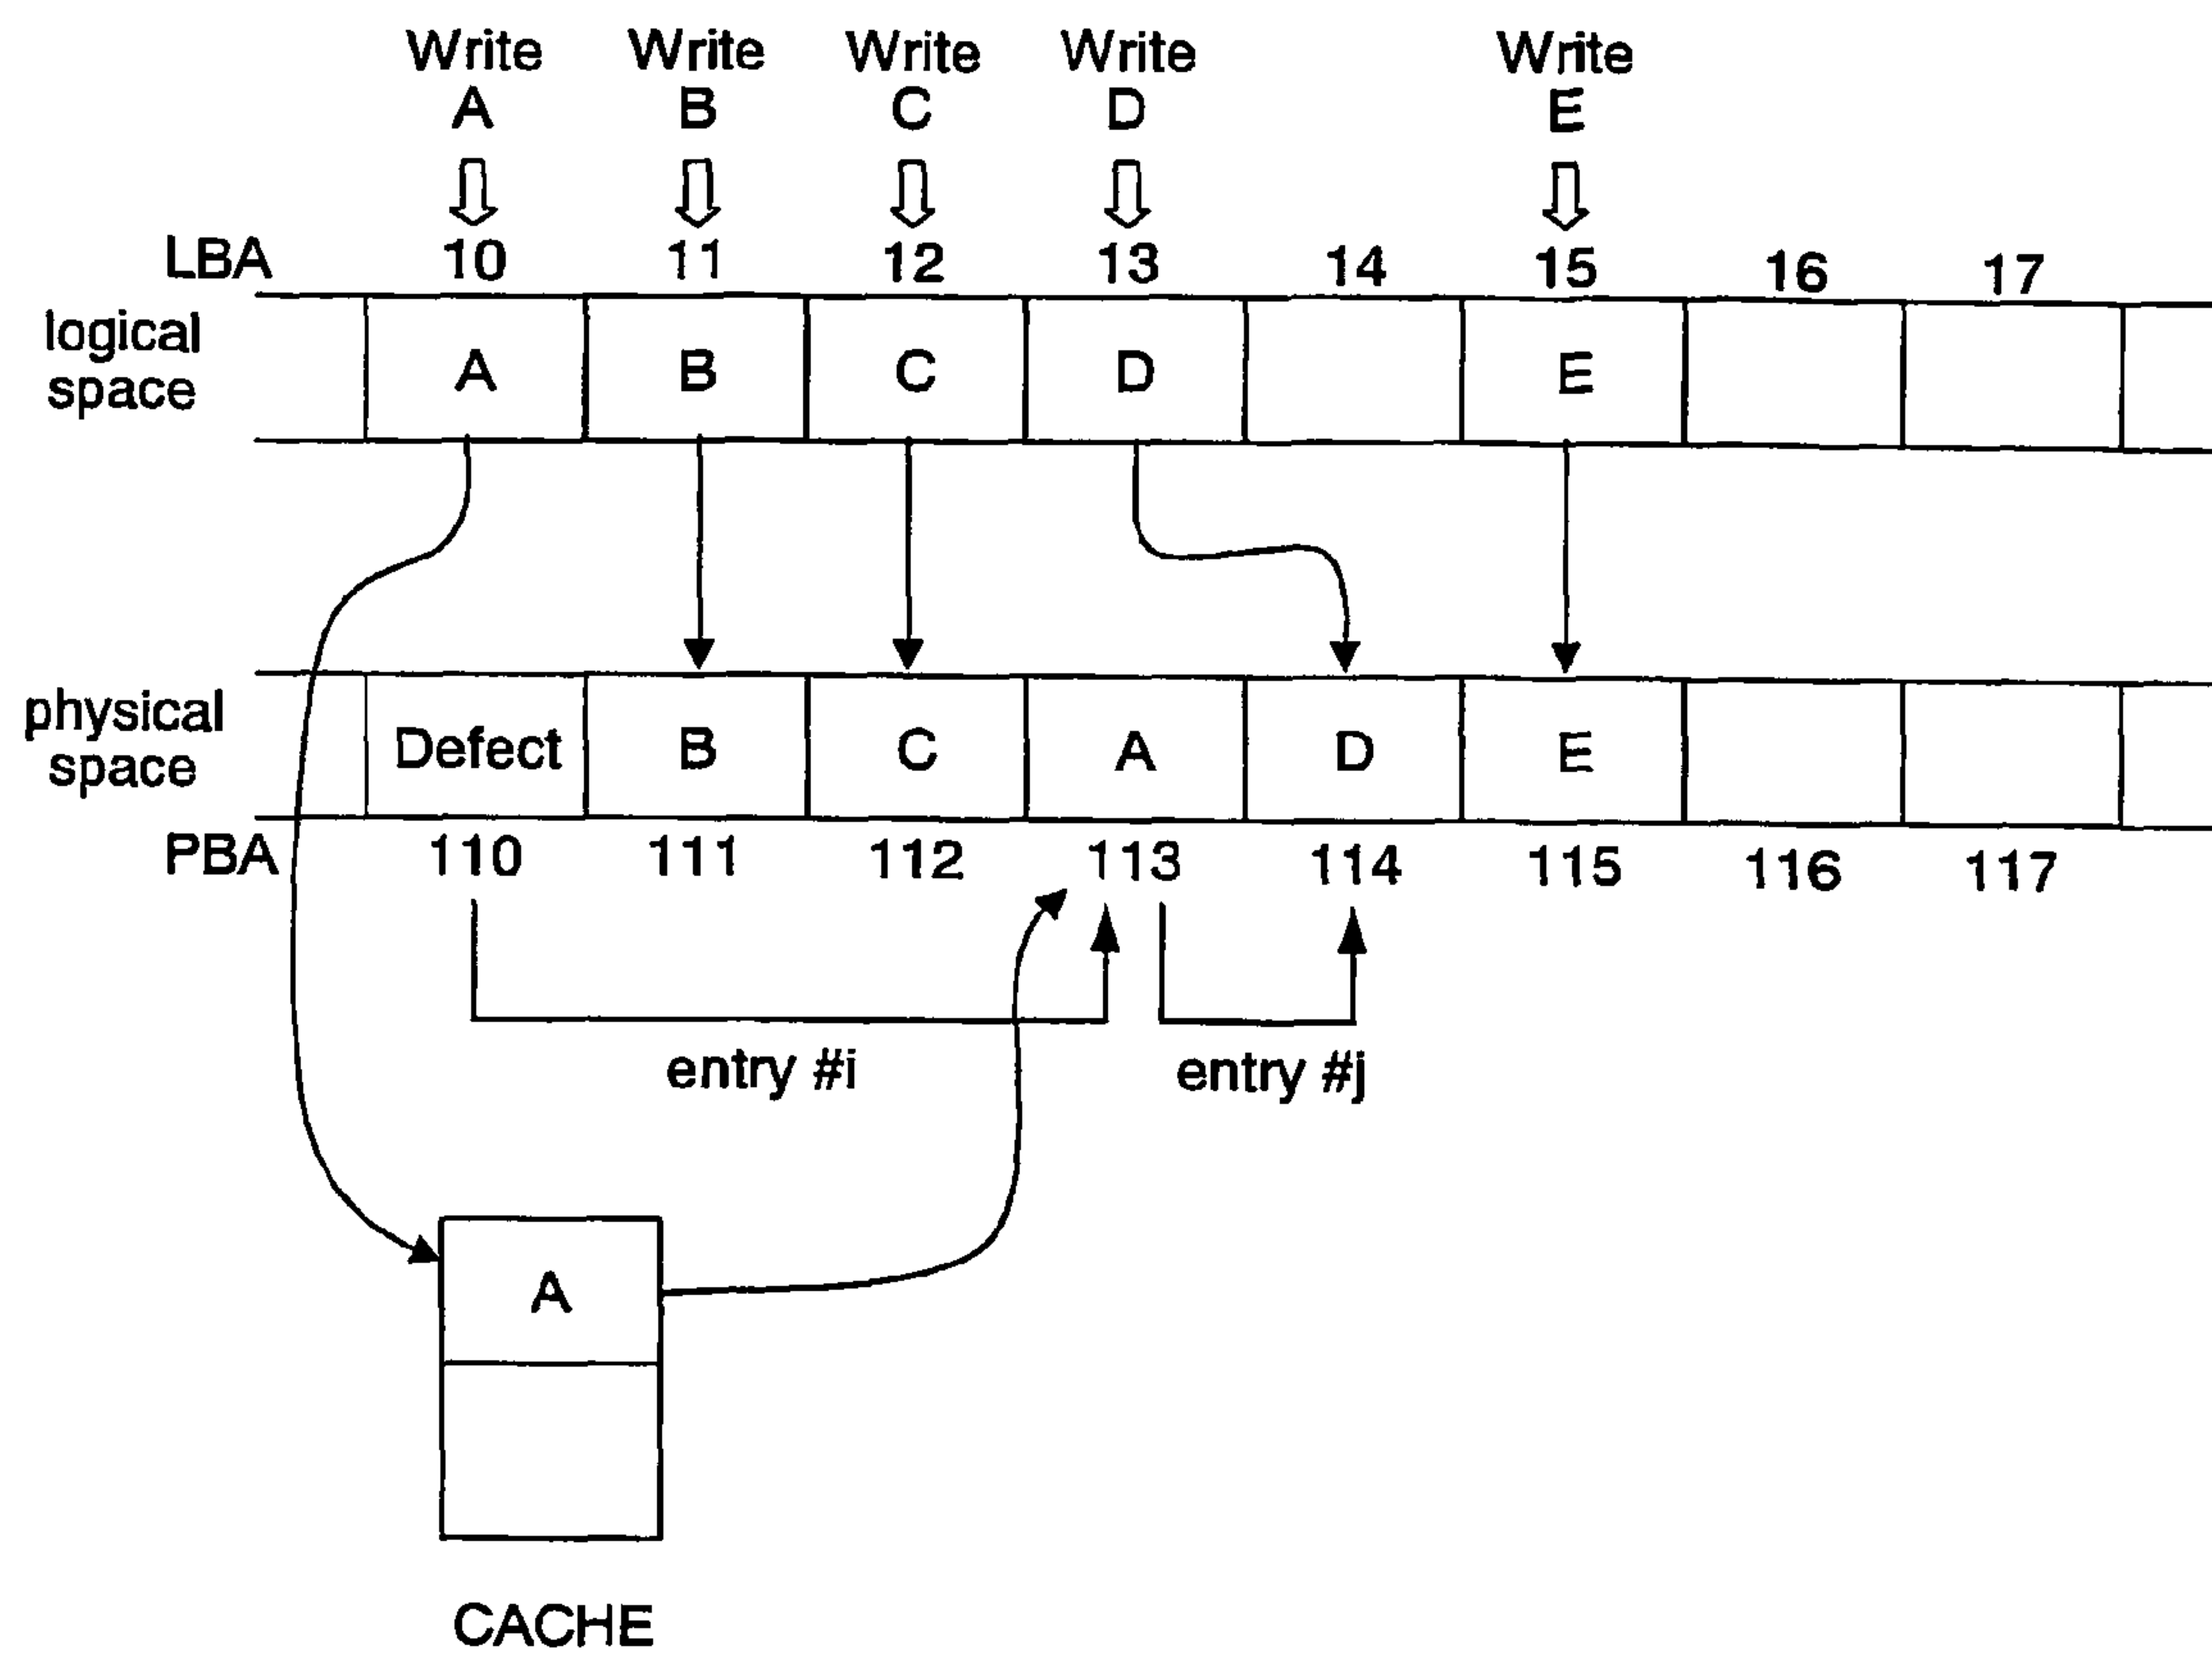 Write Write Write Write Write
A B C D E
LBA 10 11 12 13 14 15 16 17
logical
space
A B C D E
physical
space
Defect B C A D E
PBA 110 111 112 113 114 115 116 117
entry #i entry #j
A
CACHE